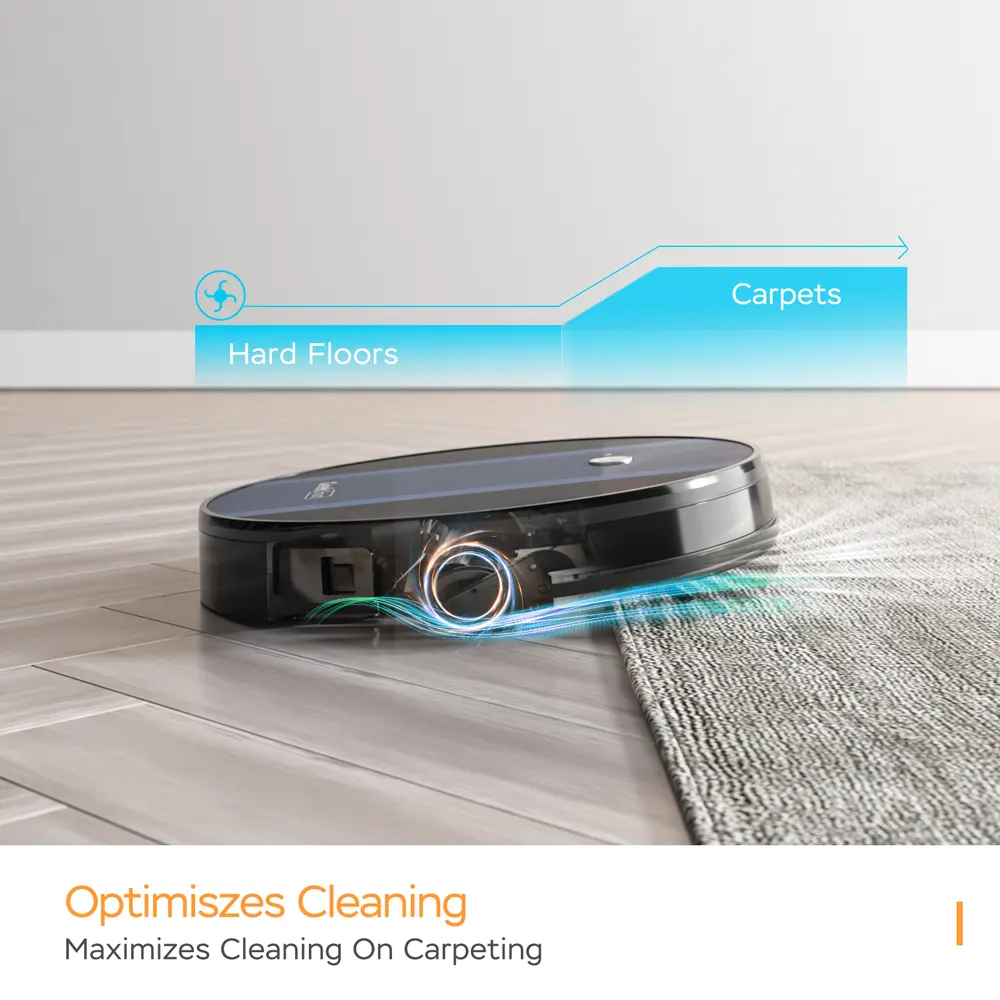 Carpets
Hard Floors
Optimiszes Cleaning
Maximizes Cleaning On Carpeting